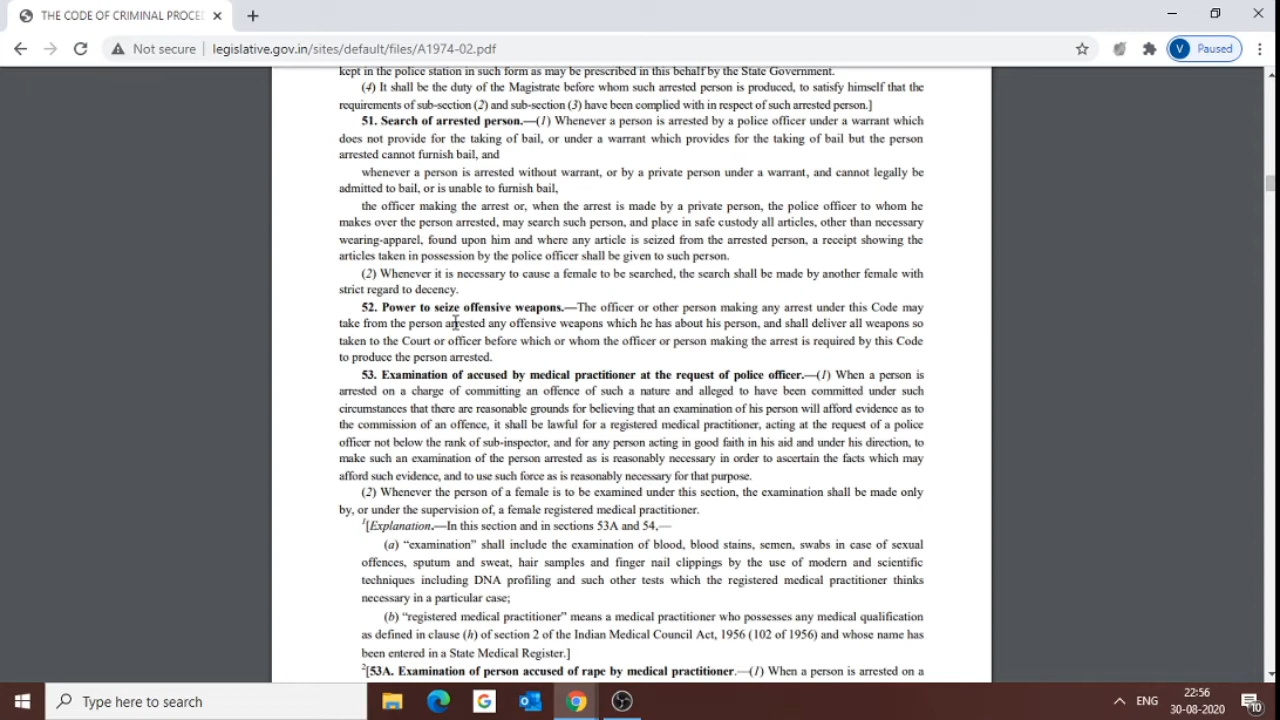 THE CODE OF CRIMINAL PROCE
Not secure legislative.gov.in/sites/default/files/A1974-02.pdf V Paused
kept in the police station in such form as may be prescribed in this behalf by the State Government.
(4) It shall be the duty of the Magistrate before whom such arrested person is produced, to satisfy himself that the
requirements of sub-section (2) and sub-section (3) have been complied with in respect of such arrested person.]
51. Search of arrested person.—(1) Whenever a person is arrested by a police officer under a warrant which
does not provide for the taking of bail, or under a warrant which provides for the taking of bail but the person
arrested cannot furnish bail, and
whenever a person is arrested without warrant, or by a private person under a warrant, and cannot legally be
admitted to bail, or is unable to furnish bail,
the officer making the arrest or, when the arrest is made by a private person, the police officer to whom he
makes over the person arrested, may search such person, and place in safe custody all articles, other than necessary
wearing-apparel, found upon him and where any article is seized from the arrested person, a receipt showing the
articles taken in possession by the police officer shall be given to such person.
(2) Whenever it is necessary to cause a female to be searched, the search shall be made by another female with
strict regard to decency.
52. Power to seize offensive weapons.—The officer or other person making any arrest under this Code may
take from the person arrested any offensive weapons which he has about his person, and shall deliver all weapons so
taken to the Court or officer before which or whom the officer or person making the arrest is required by this Code
to produce the person arrested.
53. Examination of accused by medical practitioner at the request of police officer.—(1) When a person is
arrested on a charge of committing an offence of such a nature and alleged to have been committed under such
circumstances that there are reasonable grounds for believing that an examination of his person will afford evidence as to
the commission of an offence, it shall be lawful for a registered medical practitioner, acting at the request of a police
officer not below the rank of sub-inspector, and for any person acting in good faith in his aid and under his direction, to
make such an examination of the person arrested as is reasonably necessary in order to ascertain the facts which may
afford such evidence, and to use such force as is reasonably necessary for that purpose.
(2) Whenever the person of a female is to be examined under this section, the examination shall be made only
by, or under the supervision of, a female registered medical practitioner.
1[Explanation.—In this section and in sections 53A and 54,—
(a) “examination” shall include the examination of blood, blood stains, semen, swabs in case of sexual
offences, sputum and sweat, hair samples and finger nail clippings by the use of modern and scientific
techniques including DNA profiling and such other tests which the registered medical practitioner thinks
necessary in a particular case;
(b) “registered medical practitioner” means a medical practitioner who possesses any medical qualification
as defined in clause (h) of section 2 of the Indian Medical Council Act, 1956 (102 of 1956) and whose name has
been entered in a State Medical Register.]
2[53A. Examination of person accused of rape by medical practitioner.—(1) When a person is arrested on a
Type here to search
ENG
22:56
30-08-2020
10